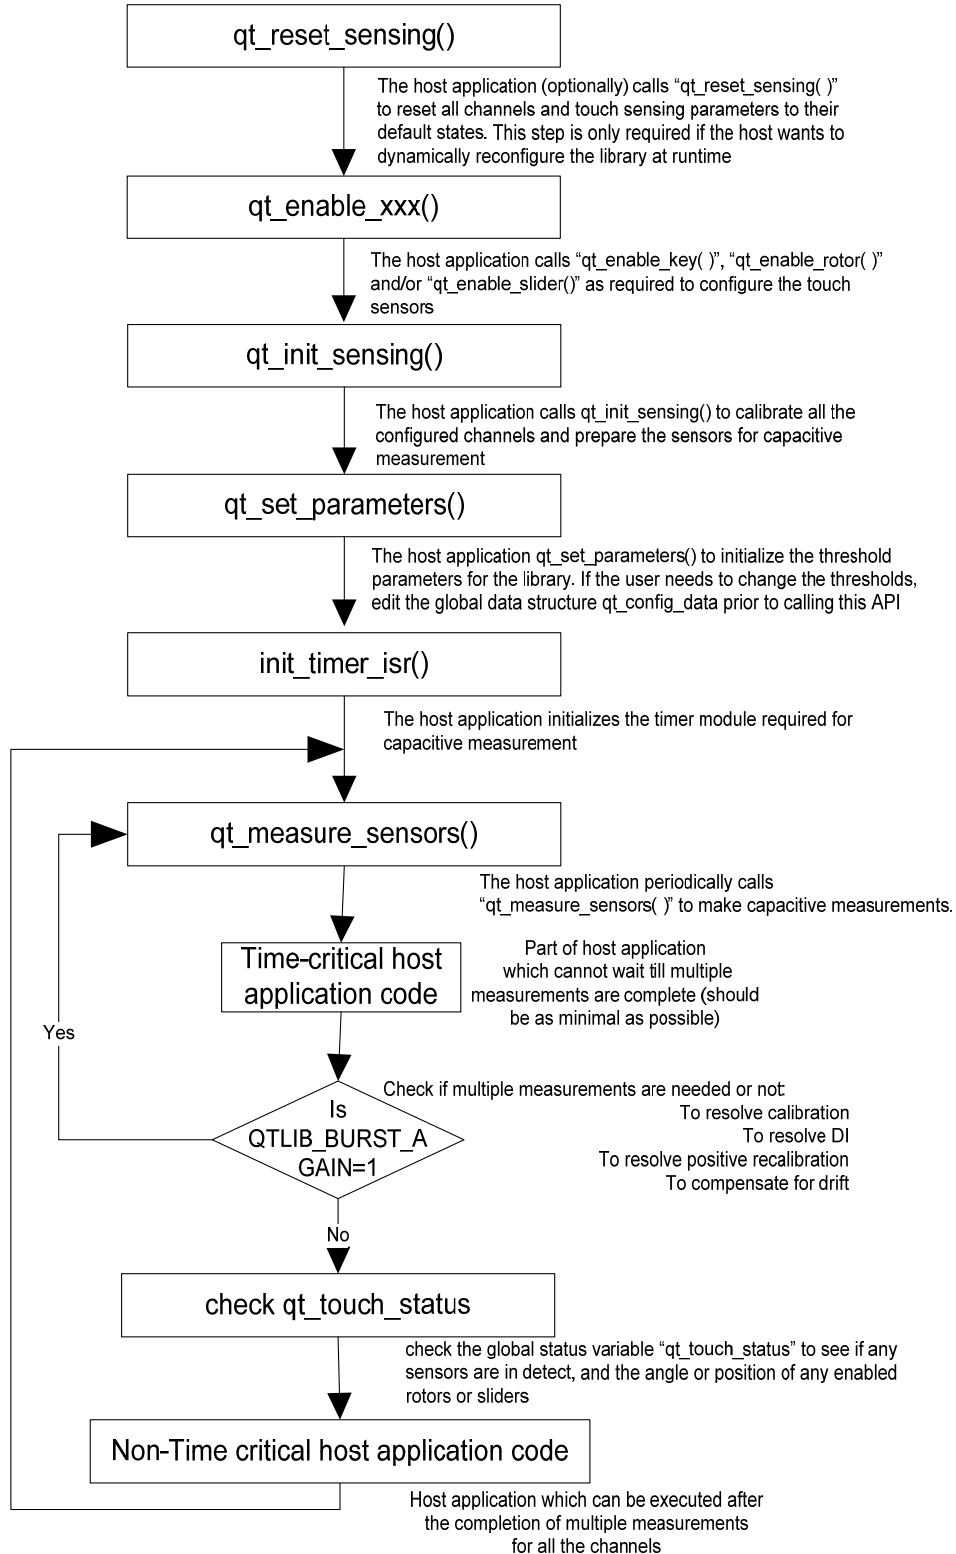 qt_reset_sensing()
The host application (optionally) calls “qt_reset_sensing( )”
to reset all channels and touch sensing parameters to their
default states. This step is only required if the host wants to
dynamically reconfigure the library at runtime
qt_enable_xxx()
The host application calls “qt_enable_key( )”, “qt_enable_rotor( )”
and/or “qt_enable_slider()” as required to configure the touch
sensors
qt_init_sensing()
The host application calls qt_init_sensing() to calibrate all the
configured channels and prepare the sensors for capacitive
measurement
qt_set_parameters()
The host application qt_set_parameters() to initialize the threshold
parameters for the library. If the user needs to change the thresholds,
edit the global data structure qt_config_data prior to calling this API
init_timer_isr()
The host application initializes the timer module required for
capacitive measurement
qt_measure_sensors()
The host application periodically calls
“qt_measure_sensors( )” to make capacitive measurements.
Time-critical host
application code
Part of host application
which cannot wait till multiple
measurements are complete (should
be as minimal as possible)
Yes
Check if multiple measurements are needed or not:
To resolve calibration
To resolve DI
To resolve positive recalibration
To compensate for drift
Is
QTLIB_BURST_A
GAIN=1
No
check qt_touch_status
check the global status variable “qt_touch_status” to see if any
sensors are in detect, and the angle or position of any enabled
rotors or sliders
Non-Time critical host application code
Host application which can be executed after
the completion of multiple measurements
for all the channels